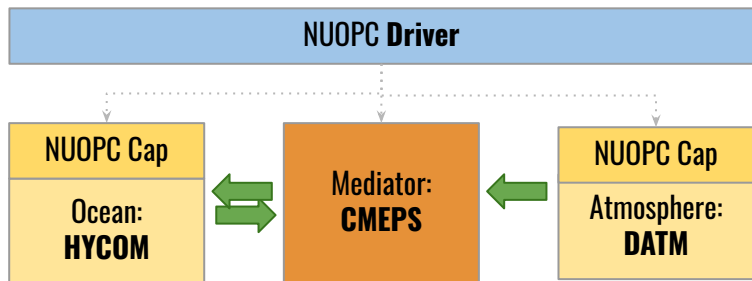 NUOPC Driver
NUOPC Cap
Ocean:
HYCOM
Mediator:
CMEPS
NUOPC Cap
Atmosphere:
DATM